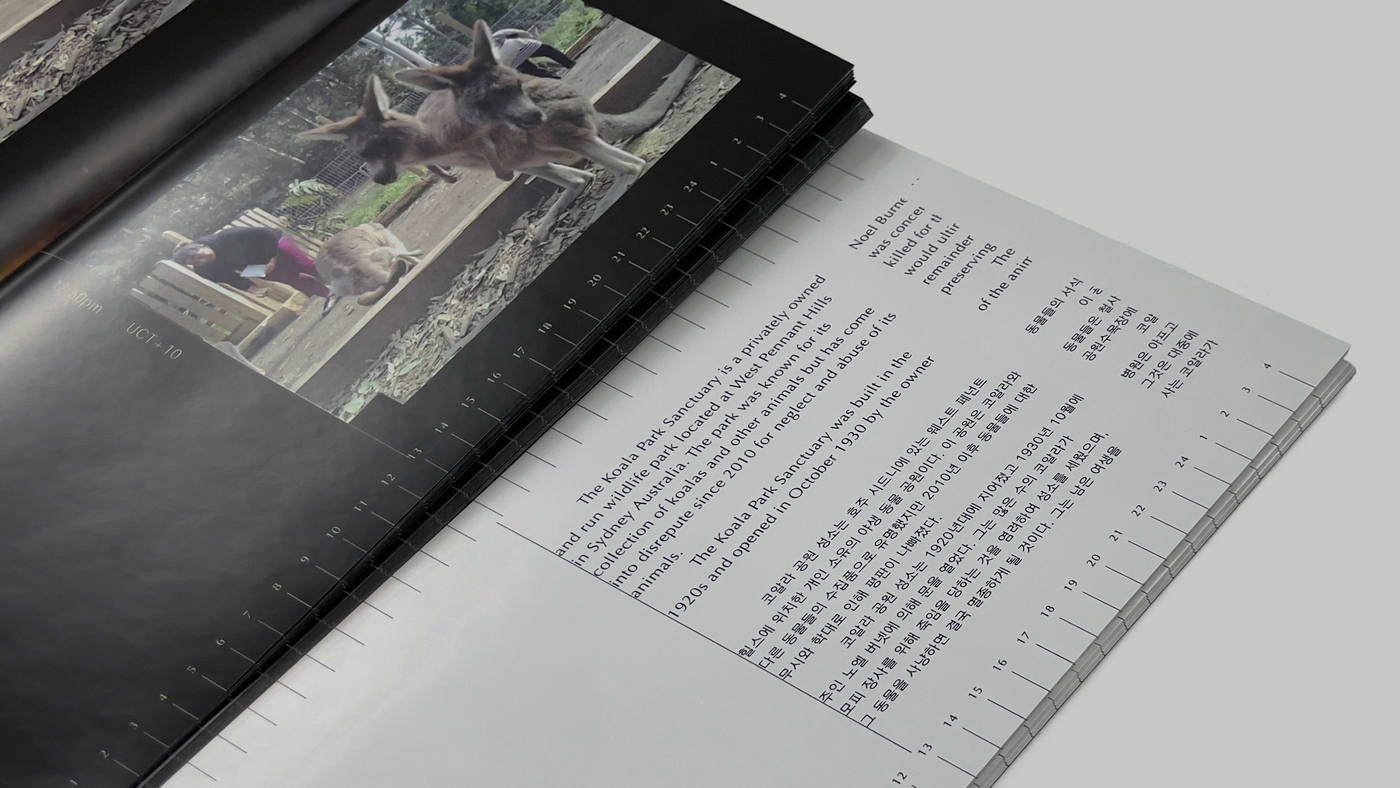 UCT+10
1
2
3
4
5
6
7
8
9
10
11
12
13
14
15
16
17
18
19
20
21
22
23
24
1
2
3
4
The Koala Park Sanctuary is a privately owned
and run wildlife park located at West Pennant Hills
in Sydney Australia. The park was known for its
collection of koalas and other animals but has come
into disrepute since 2010 for neglect and abuse of its
animals.
The Koala Park Sanctuary was built in the
1920s and opened in October 1930 by the owner
Noel Burne
was concer
killed for th
would ultir
remainder
preserving
The
of the anim
코알라 공원 성소는 호주 시드니에 있는 웨스트 페넌트
힐스에 위치한 개인 소유의 야생 동물 공원이다. 이 공원은 코알라와
다른 동물들의 수집품으로 유명했지만 2010년 이후 동물들에 대한
무시와 학대로 인해 평판이 나빠졌다.
코알라 공원 성소는 1920년대에 지어졌고 1930년 10월에
주인 노엘 버넷에 의해 문을 열었다. 그는 많은 수의 코알라가
모피 장사를 위해 죽임을 당하는 것을 염려하여 성소를 세웠으며,
그 동물을 사냥하면 결국 멸종하게 될 것이다. 그는 남은 여생을
동물들의 서식
이
동물들은 철사
공원수목장에
코알
병원은 아프고
그것은 대중에
사는 코알라가
12
13
14
15
16
17
18
19
20
21
22
23
24
1
2
3
4